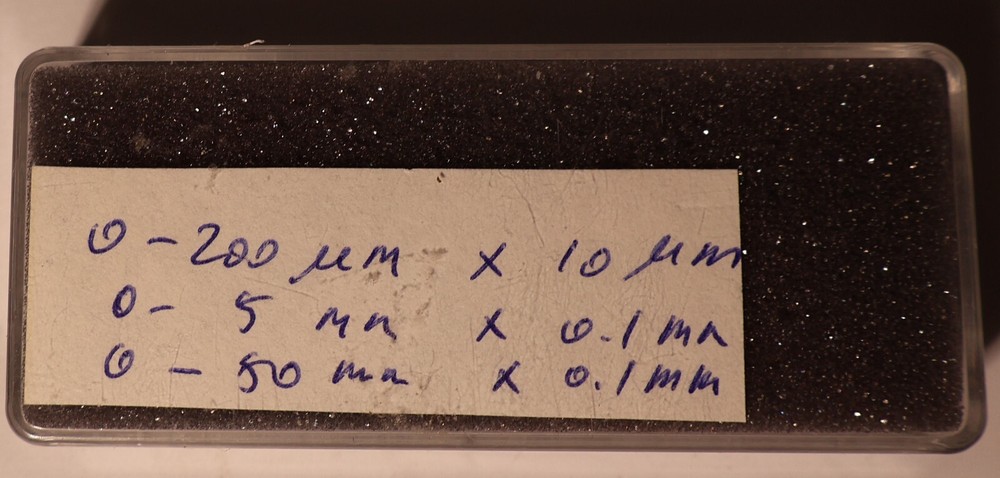 0 - 200 μm x 10 μm
0 - 5 mm x 0.1 mm
0 - 50 mm x 0.1 mm